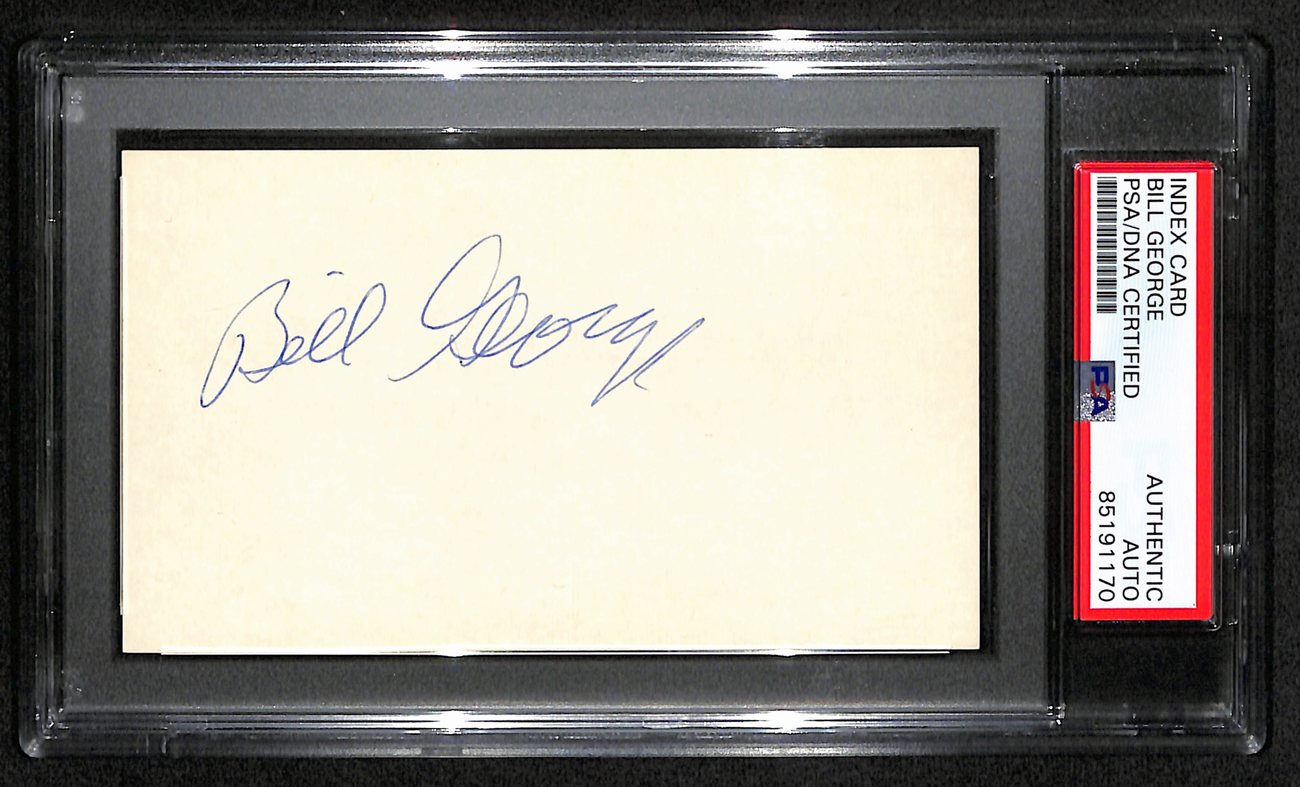 Bill George
INDEX CARD
BILL GEORGE
PSA/DNA CERTIFIED
PSA
AUTHENTIC
AUTO
85191170